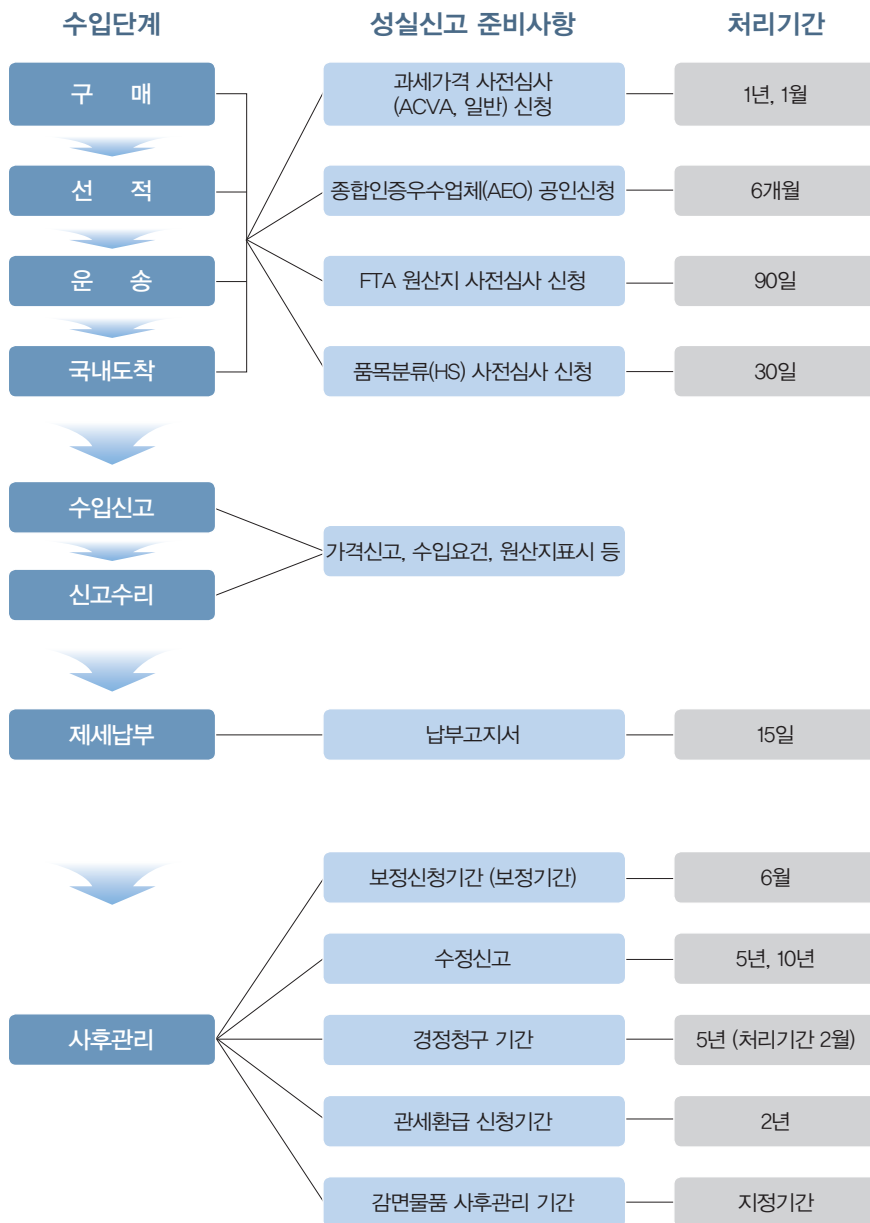 수입단계 성실신고 준비사항 처리기간
구 매
과세가격 사전심사
(ACVA, 일반) 신청
1년, 1월
선 적
종합인증우수업체(AEO) 공인신청
6개월
운 송
FTA 원산지 사전심사 신청
90일
국내도착
품목분류(HS) 사전심사 신청
30일
수입신고
가격신고, 수입요건, 원산지표시 등
신고수리
제세납부
납부고지서
15일
보정신청기간 (보정기간)
6월
수정신고
5년, 10년
사후관리
경정청구 기간
5년 (처리기간 2월)
관세환급 신청기간
2년
감면물품 사후관리 기간
지정기간